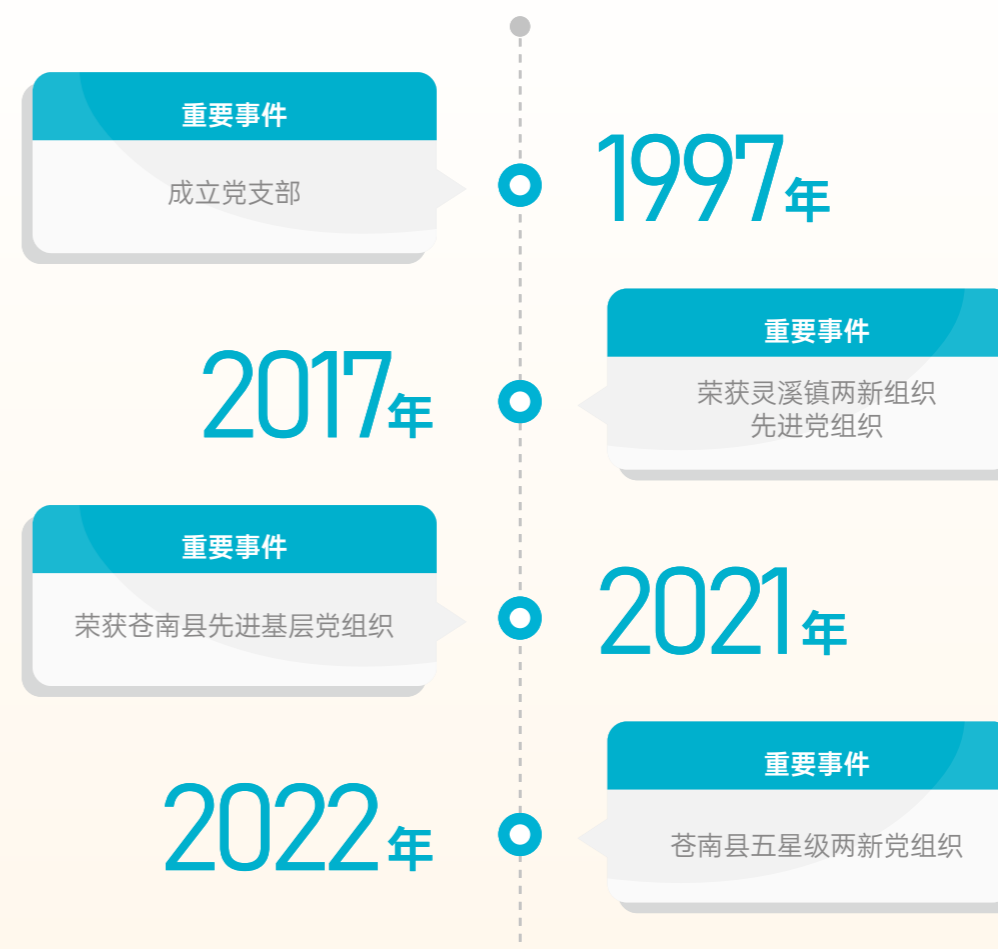 重要事件
成立党支部
1997年
2017年
重要事件
荣获灵溪镇两新组织
先进党组织
重要事件
荣获苍南县先进基层党组织
2021年
2022年
重要事件
苍南县五星级两新党组织